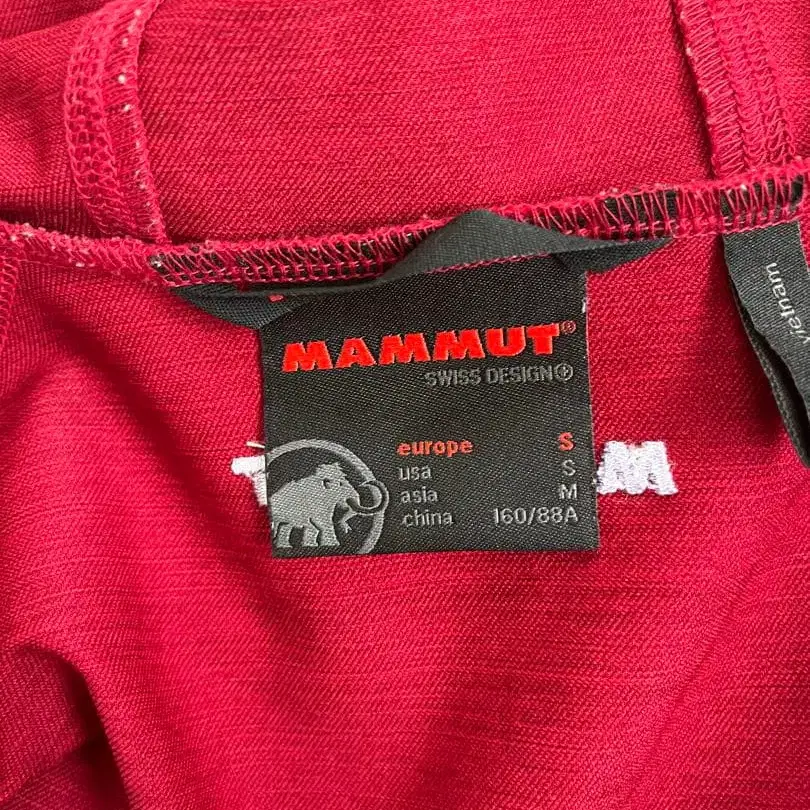 MAMMUT®
SWISS DESIGN
europe S
usa S
asia M
china 160/88A
vietnam